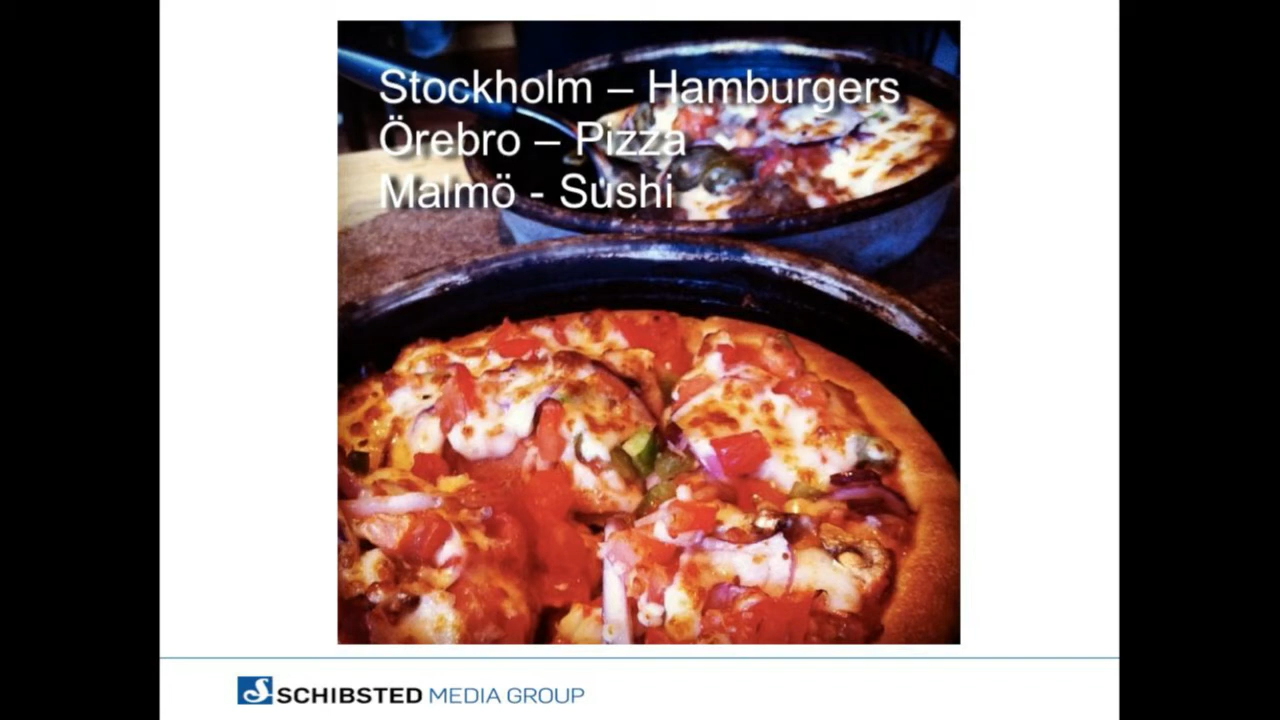 Stockholm – Hamburgers
Örebro – Pizza
Malmö - Sushi
SCHIBSTED MEDIA GROUP